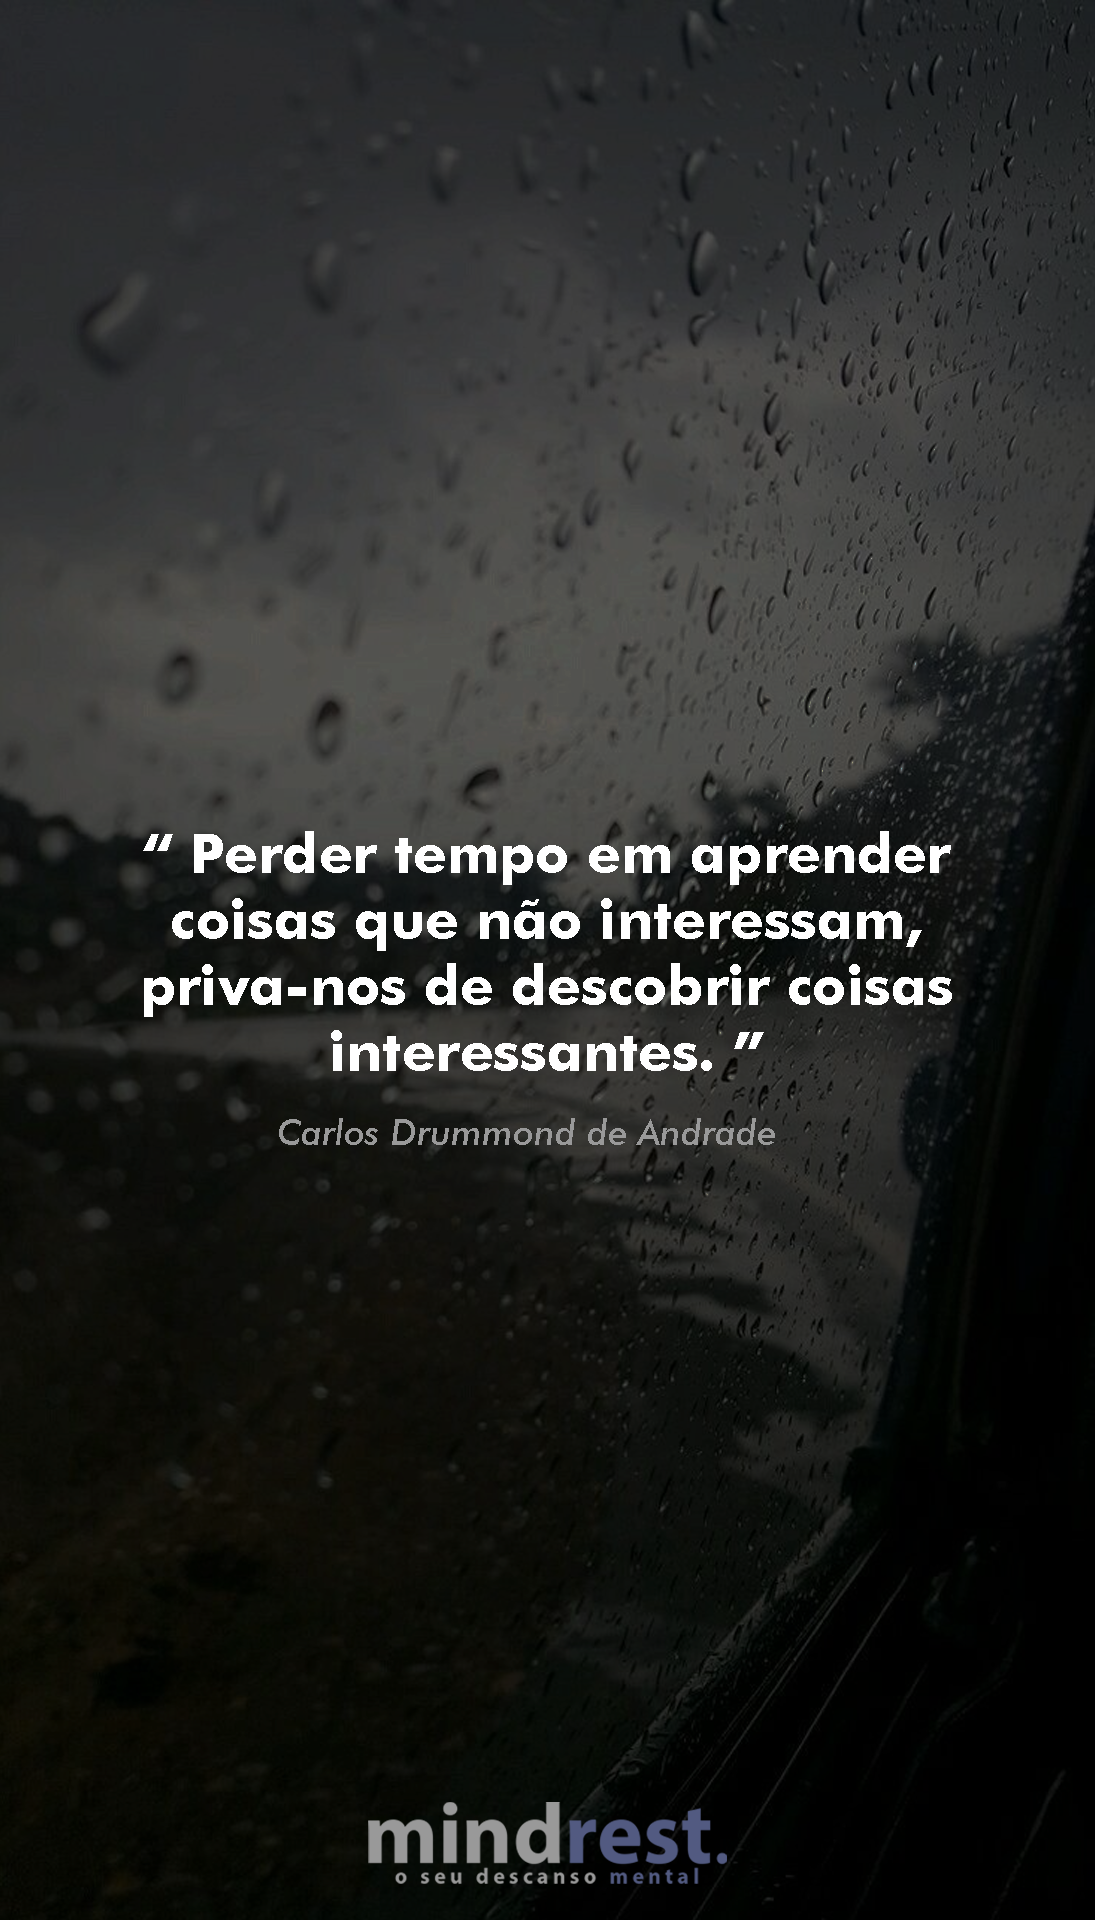 “ Perder tempo em aprender
coisas que não interessam,
priva-nos de descobrir coisas
interessantes. ”
Carlos Drummond de Andrade
mindrest.
o seu descanso mental